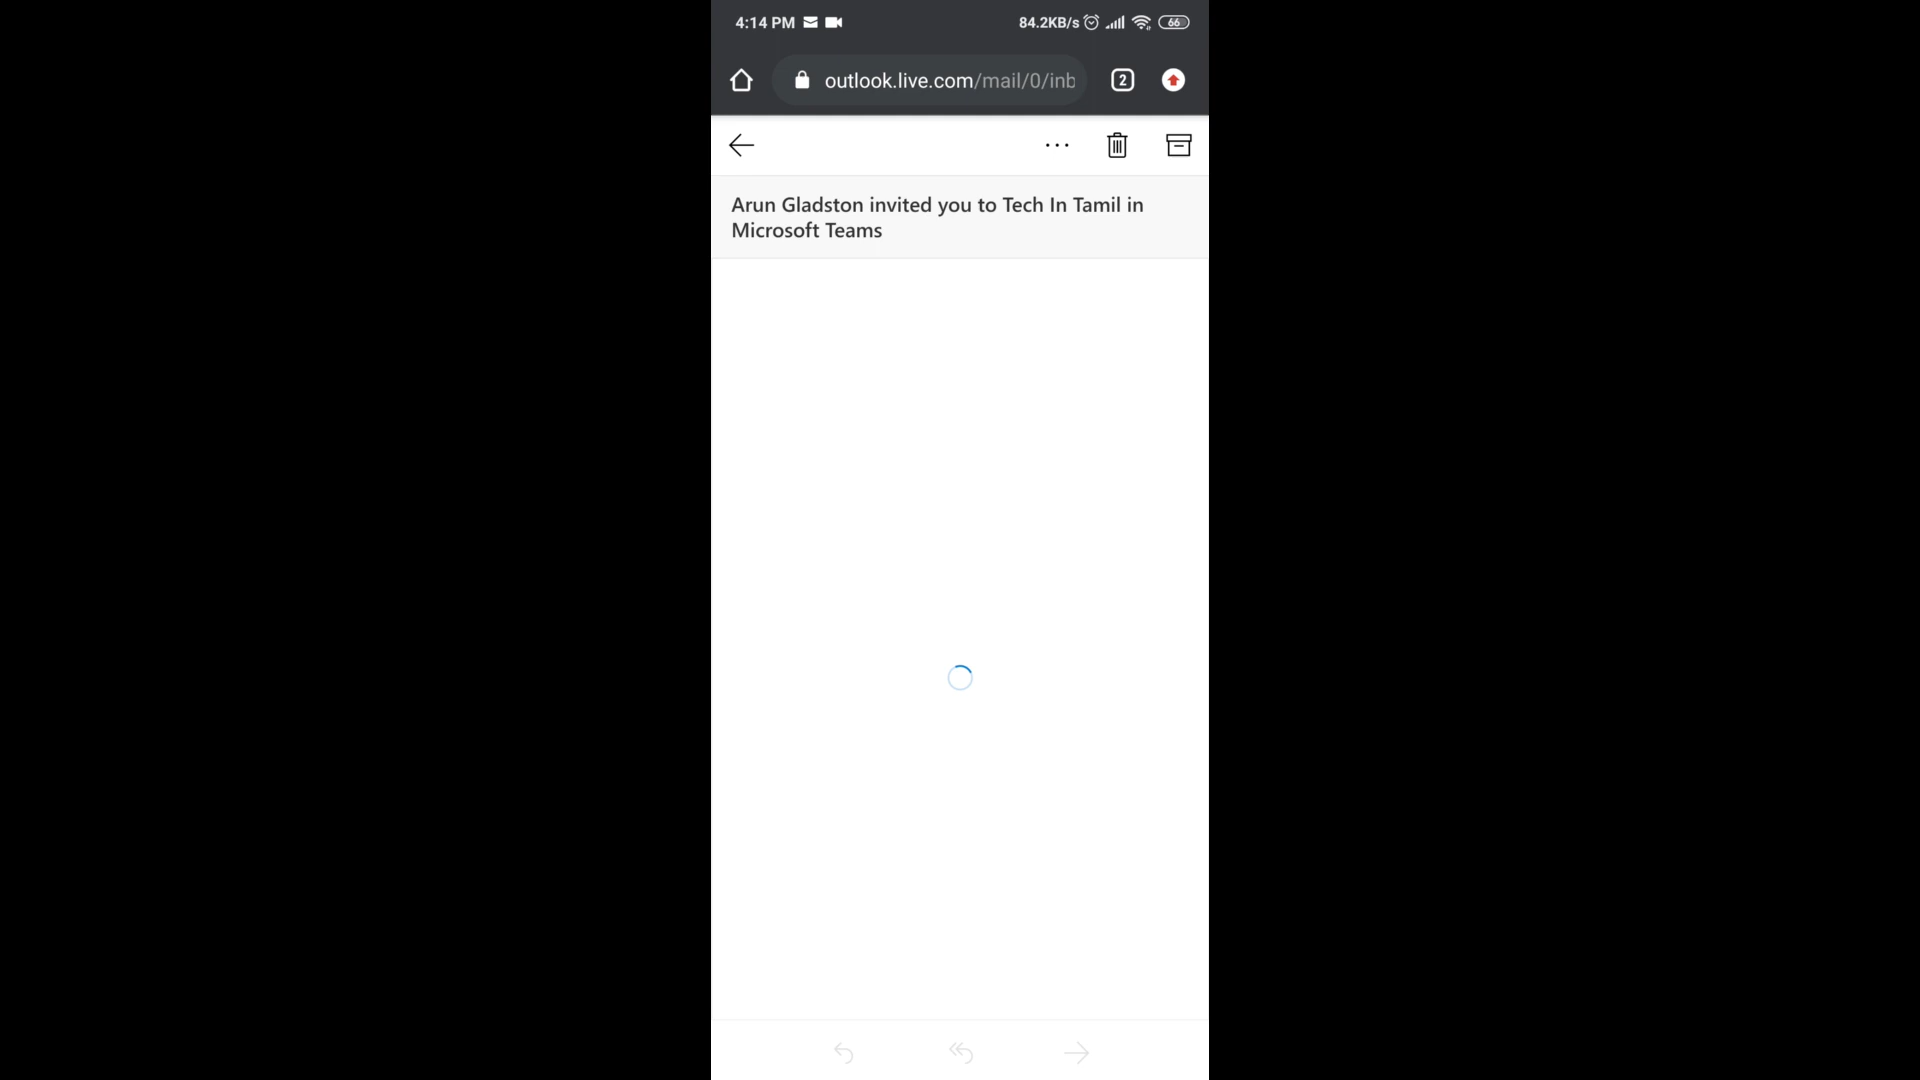 4:14 PM
84.2KB/s
66
outlook.live.com/mail/0/inb
2
Arun Gladston invited you to Tech In Tamil in
Microsoft Teams